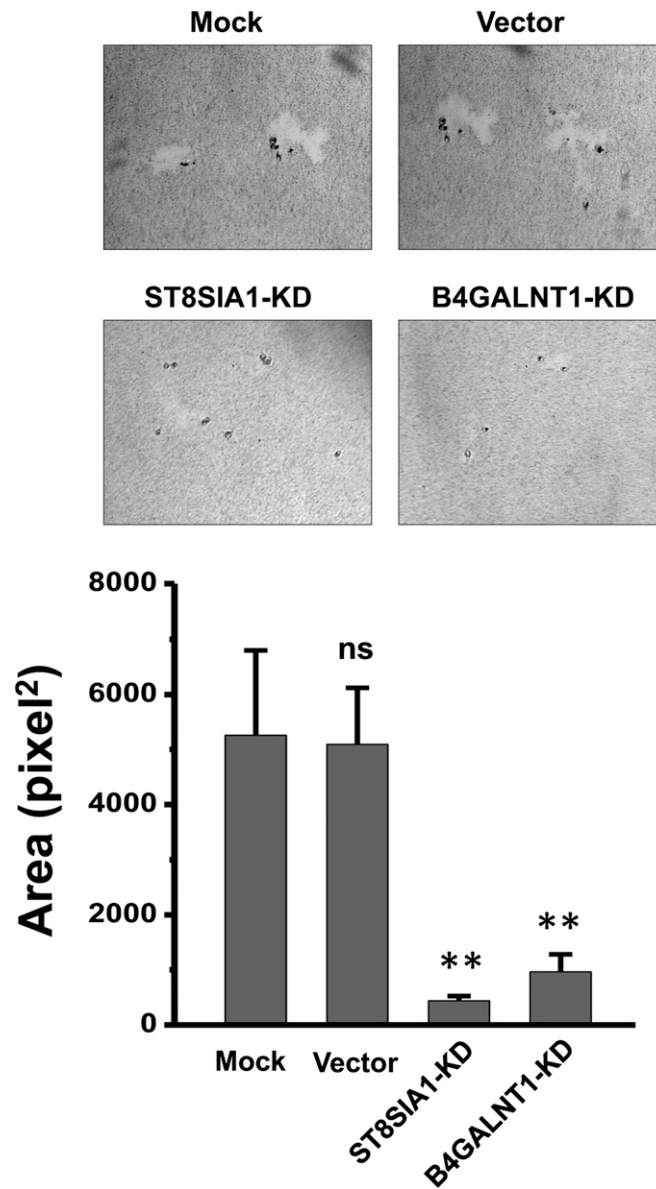 Mock Vector
ST8SIA1-KD B4GALNT1-KD
Area (pixel²)
8000
6000
4000
2000
0
ns
**
**
Mock
Vector
ST8SIA1-KD
B4GALNT1-KD